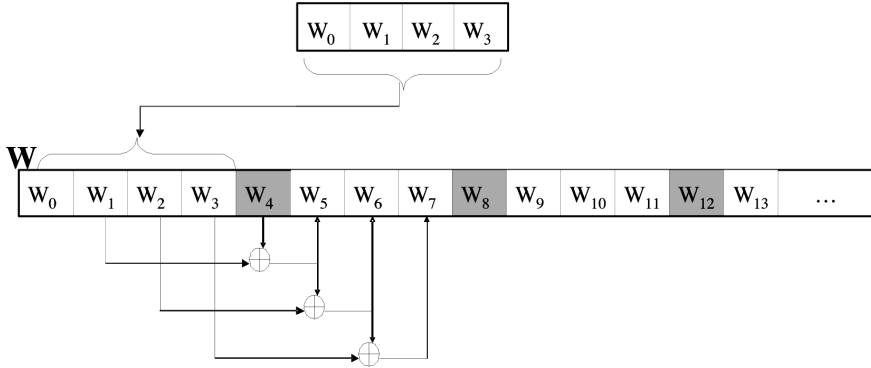 W₀ W₁ W₂ W₃
W
W₀ W₁ W₂ W₃ W₄ W₅ W₆ W₇ W₈ W₉ W₁₀ W₁₁ W₁₂ W₁₃ ...